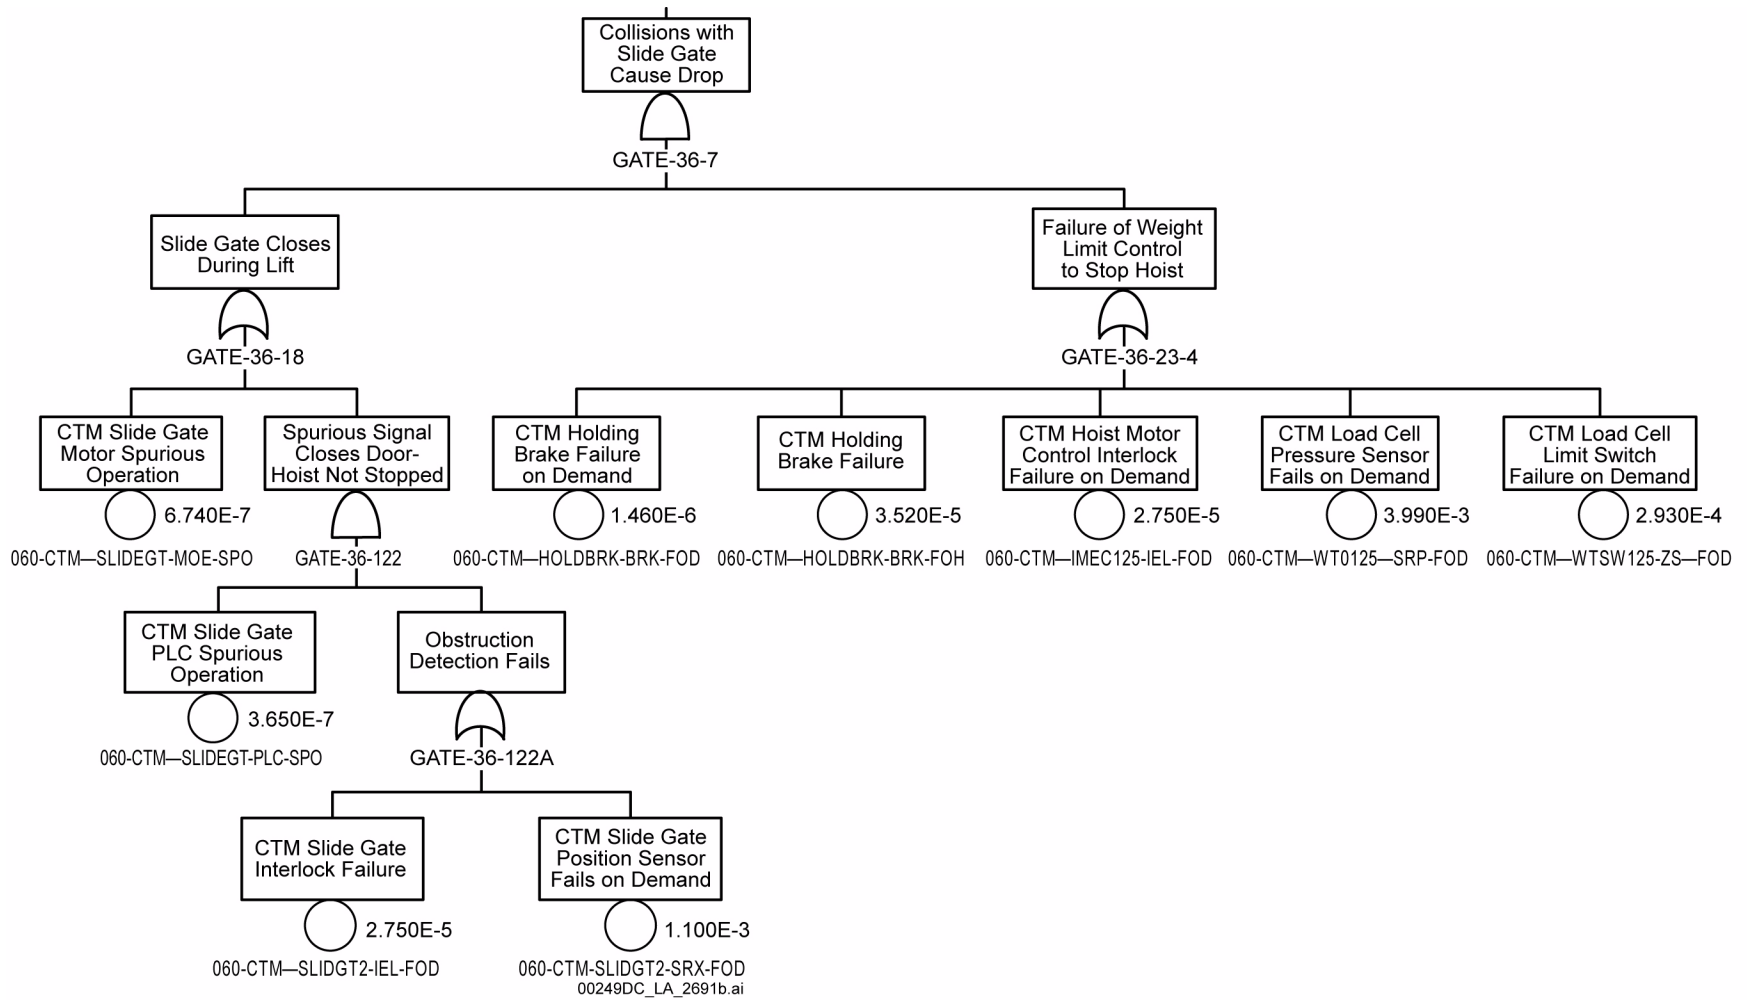 Collisions with
Slide Gate
Cause Drop
GATE-36-7
Slide Gate Closes
During Lift
GATE-36-18
Failure of Weight
Limit Control
to Stop Hoist
GATE-36-23-4
CTM Slide Gate
Motor Spurious
Operation
6.740E-7
060-CTM—SLIDEGT-MOE-SPO
Spurious Signal
Closes Door-
Hoist Not Stopped
GATE-36-122
CTM Holding
Brake Failure
on Demand
1.460E-6
060-CTM—HOLDBRK-BRK-FOD
CTM Holding
Brake Failure
3.520E-5
060-CTM—HOLDBRK-BRK-FOH
CTM Hoist Motor
Control Interlock
Failure on Demand
2.750E-5
060-CTM—IMEC125-IEL-FOD
CTM Load Cell
Pressure Sensor
Fails on Demand
3.990E-3
060-CTM—WT0125—SRP-FOD
CTM Load Cell
Limit Switch
Failure on Demand
2.930E-4
060-CTM—WTSW125-ZS—FOD
CTM Slide Gate
PLC Spurious
Operation
3.650E-7
060-CTM—SLIDEGT-PLC-SPO
Obstruction
Detection Fails
GATE-36-122A
CTM Slide Gate
Interlock Failure
2.750E-5
060-CTM—SLIDGT2-IEL-FOD
CTM Slide Gate
Position Sensor
Fails on Demand
1.100E-3
060-CTM-SLIDGT2-SRX-FOD
00249DC_LA_2691b.ai